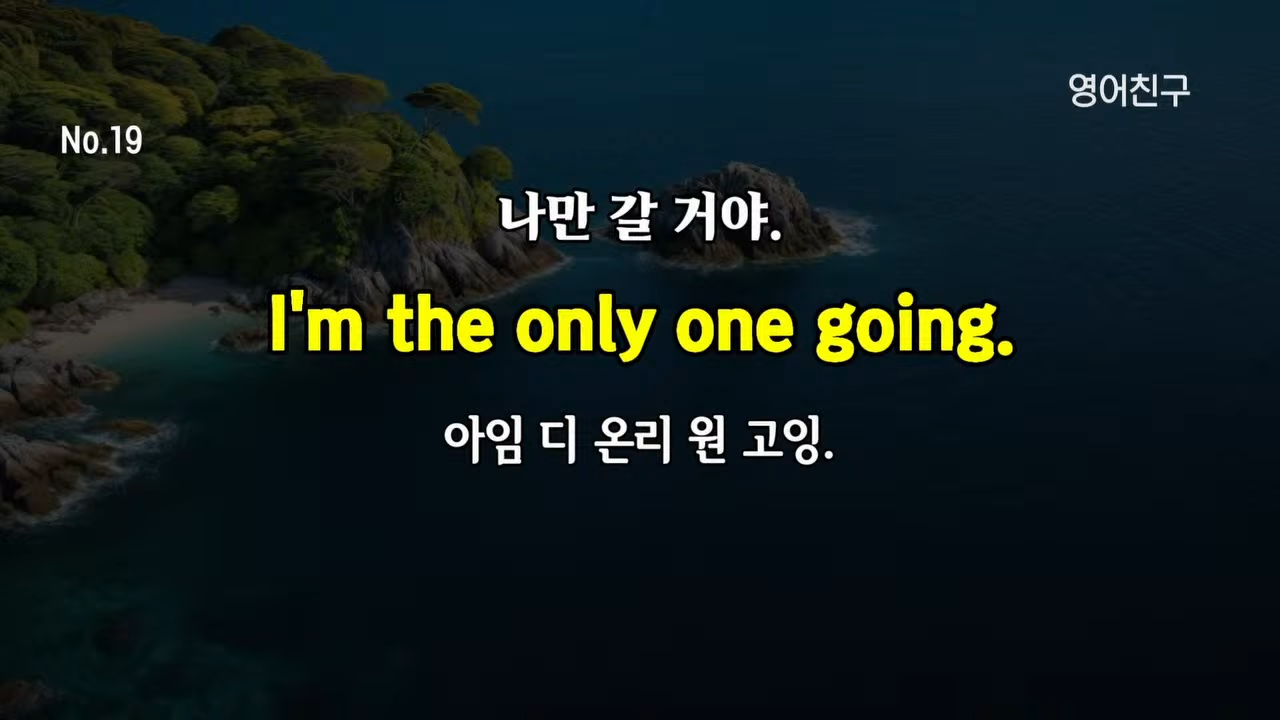 영어친구
No.19
나만 갈 거야.
I'm the only one going.
아임 디 온리 원 고잉.